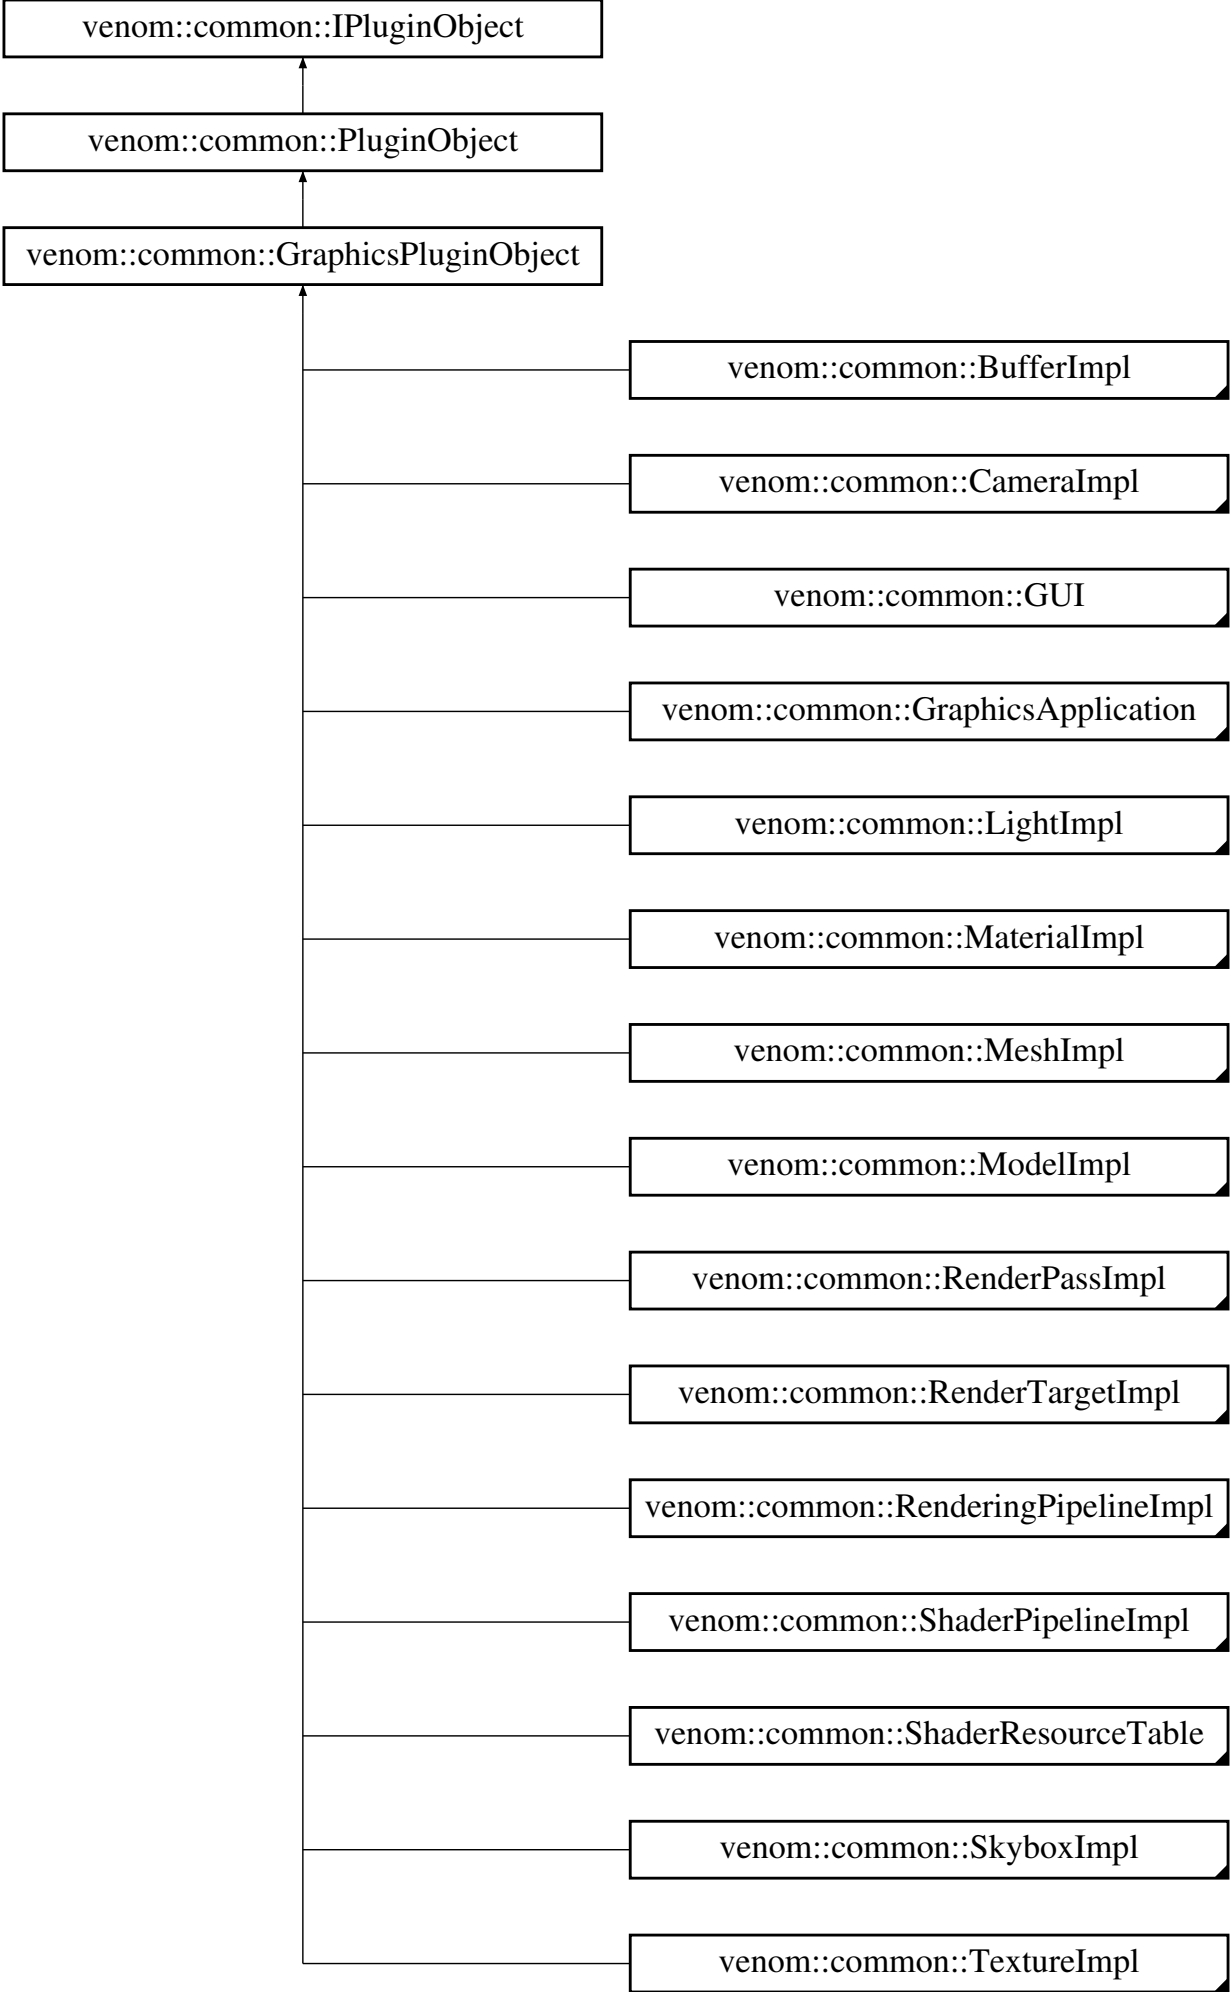 venom::common::IPluginObject
venom::common::PluginObject
venom::common::GraphicsPluginObject
venom::common::BufferImpl
venom::common::CameraImpl
venom::common::GUI
venom::common::GraphicsApplication
venom::common::LightImpl
venom::common::MaterialImpl
venom::common::MeshImpl
venom::common::ModelImpl
venom::common::RenderPassImpl
venom::common::RenderTargetImpl
venom::common::RenderingPipelineImpl
venom::common::ShaderPipelineImpl
venom::common::ShaderResourceTable
venom::common::SkyboxImpl
venom::common::TextureImpl